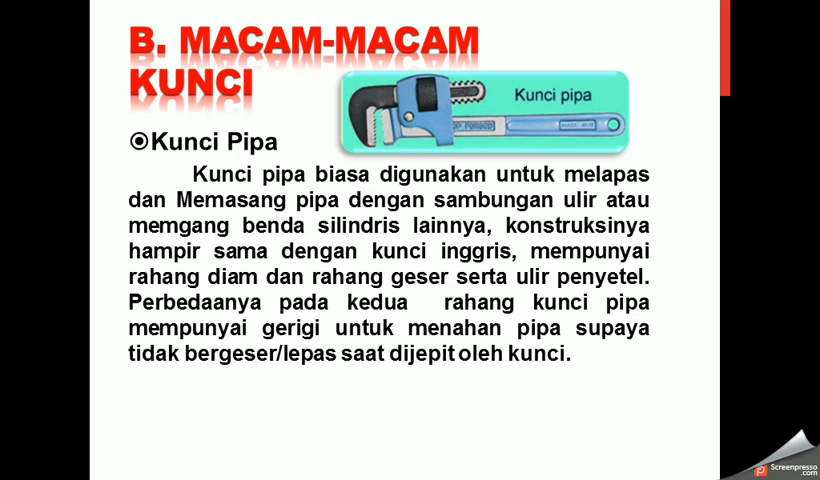 B. MACAM-MACAM
KUNCI
Kunci pipa
Kunci Pipa
Kunci pipa biasa digunakan untuk melapas
dan Memasang pipa dengan sambungan ulir atau
memgang benda silindris lainnya, konstruksinya
hampir sama dengan kunci inggris, mempunyai
rahang diam dan rahang geser serta ulir penyetel.
Perbedaanya pada kedua rahang kunci pipa
mempunyai gerigi untuk menahan pipa supaya
tidak bergeser/lepas saat dijepit oleh kunci.
Screenpresso
.com